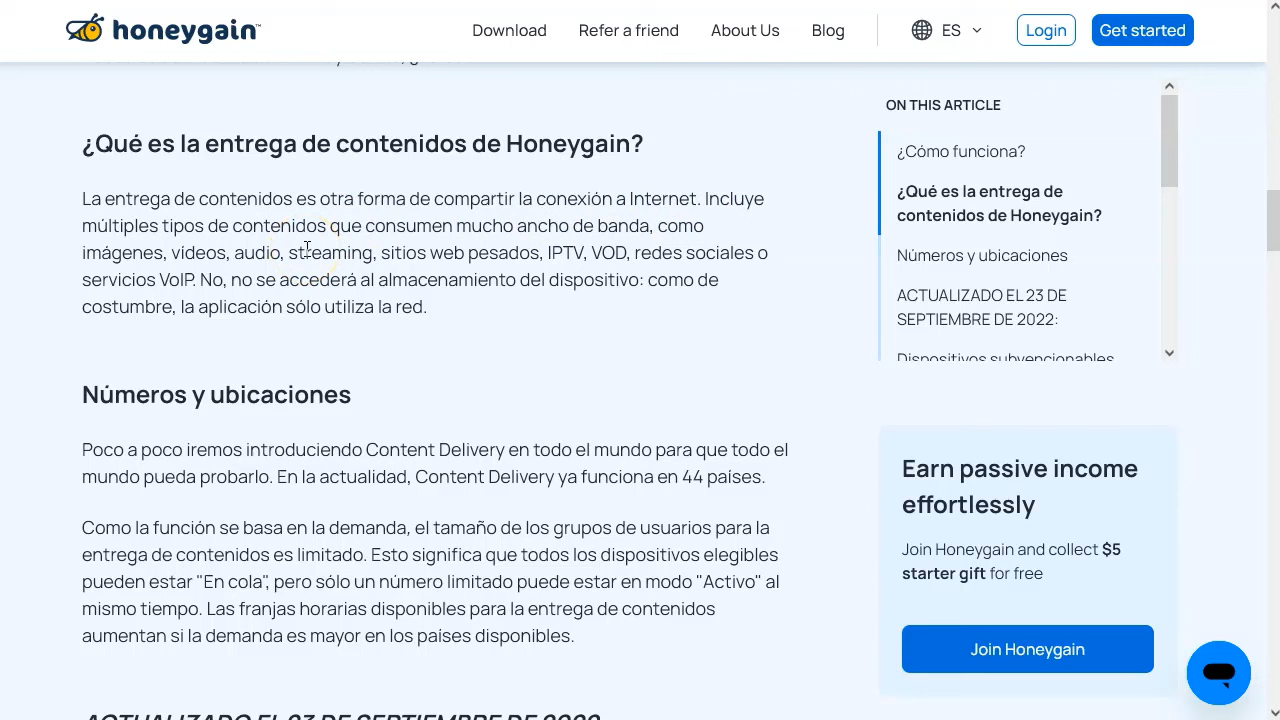 honeygain™
Download
Refer a friend
About Us
Blog
ES
Login
Get started
¿Qué es la entrega de contenidos de Honeygain?
La entrega de contenidos es otra forma de compartir la conexión a Internet. Incluye
múltiples tipos de contenidos que consumen mucho ancho de banda, como
imágenes, vídeos, audio, streaming, sitios web pesados, IPTV, VOD, redes sociales o
servicios VoIP. No, no se accederá al almacenamiento del dispositivo: como de
costumbre, la aplicación sólo utiliza la red.
Números y ubicaciones
Poco a poco iremos introduciendo Content Delivery en todo el mundo para que todo el
mundo pueda probarlo. En la actualidad, Content Delivery ya funciona en 44 países.
Como la función se basa en la demanda, el tamaño de los grupos de usuarios para la
entrega de contenidos es limitado. Esto significa que todos los dispositivos elegibles
pueden estar "En cola", pero sólo un número limitado puede estar en modo "Activo" al
mismo tiempo. Las franjas horarias disponibles para la entrega de contenidos
aumentan si la demanda es mayor en los países disponibles.
ACTUALIZADO EL 23 DE SEPTIEMBRE DE 2022
ON THIS ARTICLE
¿Cómo funciona?
¿Qué es la entrega de
contenidos de Honeygain?
Números y ubicaciones
ACTUALIZADO EL 23 DE
SEPTIEMBRE DE 2022:
Dispositivos subvencionables
Earn passive income
effortlessly
Join Honeygain and collect $5
starter gift for free
Join Honeygain